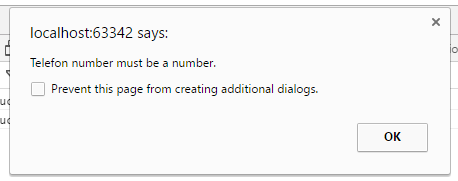 localhost:63342 says:
Telefon number must be a number.
Prevent this page from creating additional dialogs.
OK